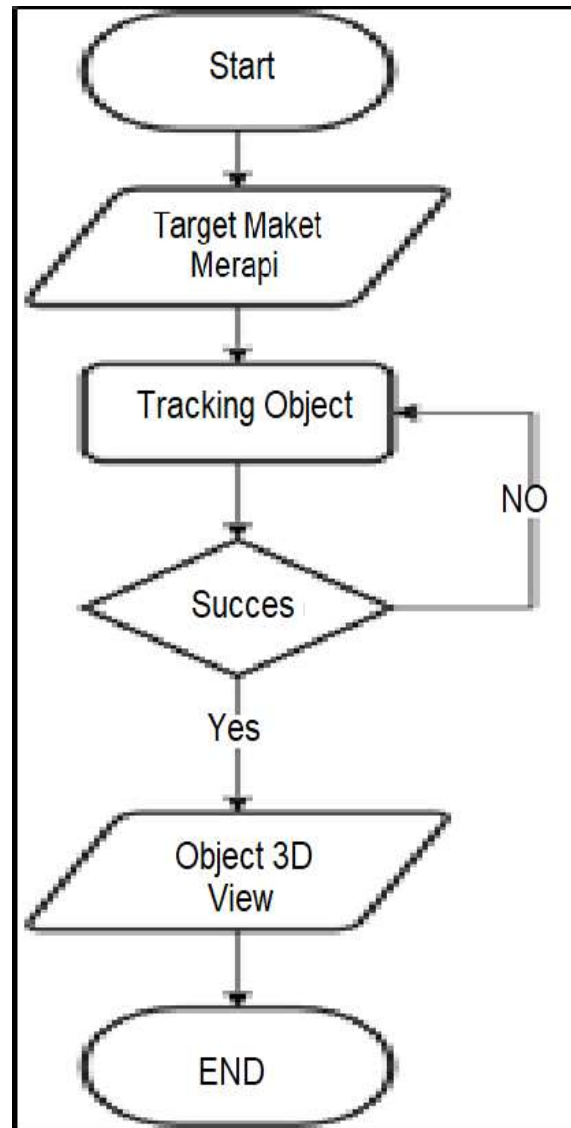 Start
Target Maket
Merapi
Tracking Object
NO
Succes
Yes
Object 3D
View
END